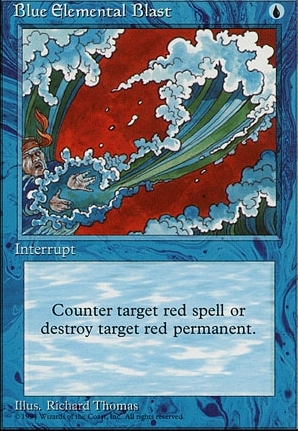 Blue Elemental Blast
Interrupt
Counter target red spell or
destroy target red permanent.
Illus. Richard Thomas
© 1994 Wizards of the Coast, Inc. All rights reserved.